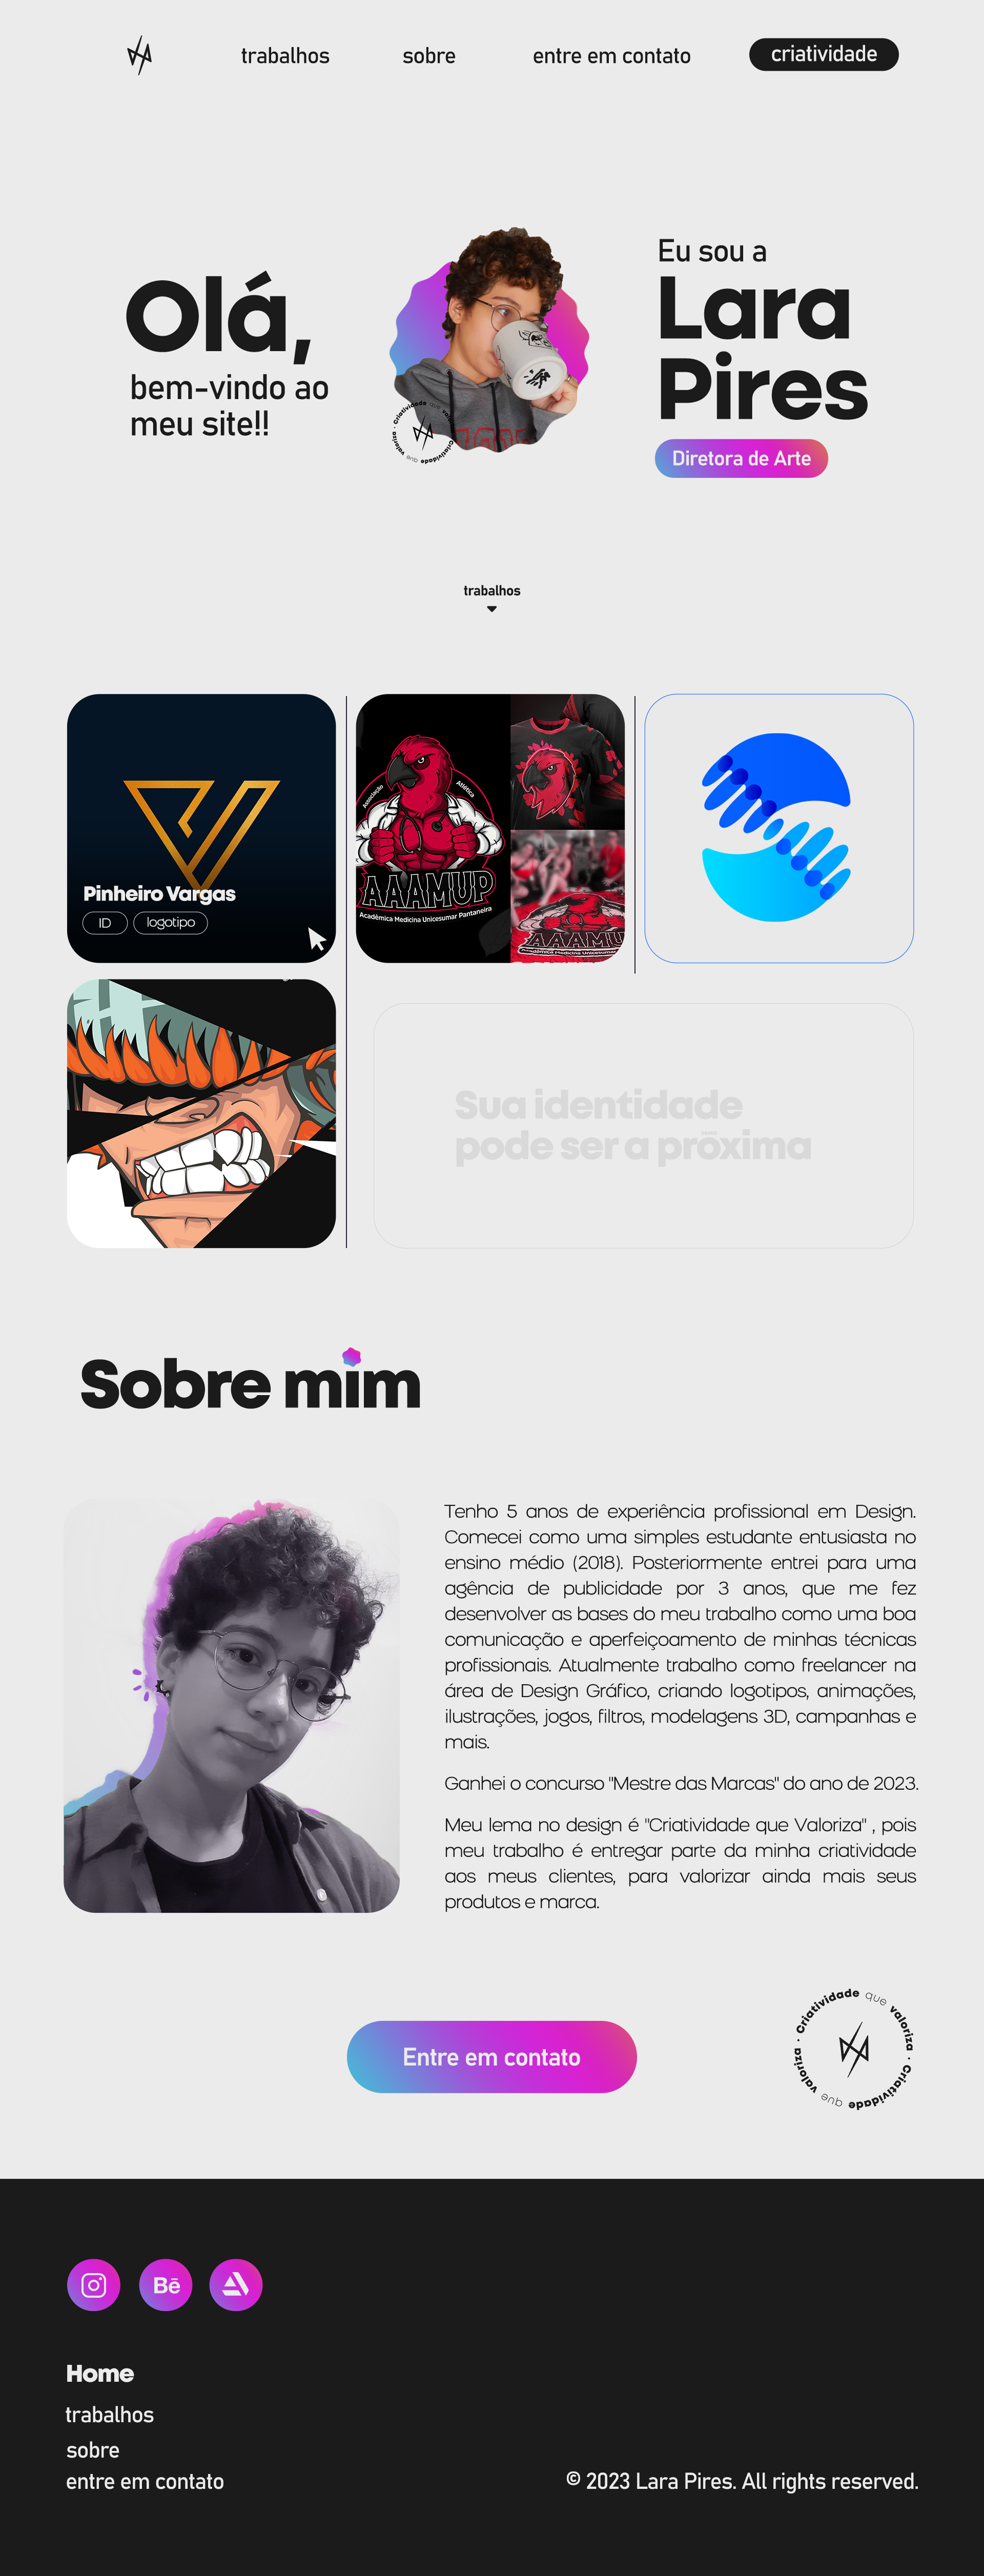 trabalhos
sobre
entre em contato
criatividade
Olá,
bem-vindo ao
meu site!!
Criatividade que valoriza · Criatividade que valoriza ·
Eu sou a
Lara
Pires
Diretora de Arte
trabalhos
Pinheiro Vargas
ID
logotipo
Associação
Atlética
AAAMUP
Acadêmica Medicina Unicesumar Pantaneira
AAAMU
Acadêmica Medicina Unicesumar
Sua identidade
pode ser a próxima
Sobre mim
Tenho 5 anos de experiência profissional em Design.
Comecei como uma simples estudante entusiasta no
ensino médio (2018). Posteriormente entrei para uma
agência de publicidade por 3 anos, que me fez
desenvolver as bases do meu trabalho como uma boa
comunicação e aperfeiçoamento de minhas técnicas
profissionais. Atualmente trabalho como freelancer na
área de Design Gráfico, criando logotipos, animações,
ilustrações, jogos, filtros, modelagens 3D, campanhas e
mais.
Ganhei o concurso "Mestre das Marcas" do ano de 2023.
Meu lema no design é "Criatividade que Valoriza" , pois
meu trabalho é entregar parte da minha criatividade
aos meus clientes, para valorizar ainda mais seus
produtos e marca.
Entre em contato
Criatividade que valoriza · Criatividade que valoriza ·
Bē
Home
trabalhos
sobre
entre em contato
© 2023 Lara Pires. All rights reserved.